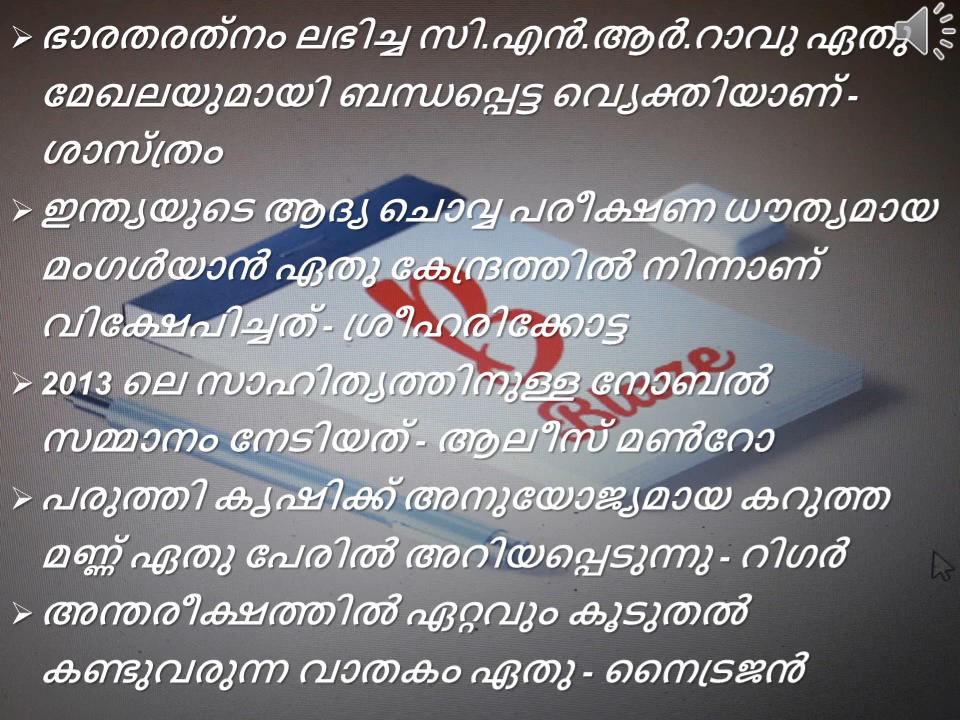 ➢ ഭാരതരത്നം ലഭിച്ച സി.എൻ.ആർ.റാവു ഏതു
മേഖലയുമായി ബന്ധപ്പെട്ട വ്യെക്തിയാണ് -
ശാസ്ത്രം
➢ ഇന്ത്യയുടെ ആദ്യ ചൊവ്വ പരീക്ഷണ ധൗത്യമായ
മംഗൾയാൻ ഏതു കേന്ദ്രത്തിൽ നിന്നാണ്
വിക്ഷേപിച്ചത് - ശ്രീഹരിക്കോട്ട
➢ 2013 ലെ സാഹിത്യത്തിനുള്ള നോബൽ
സമ്മാനം നേടിയത് - ആലീസ് മൺറോ
➢ പരുത്തി കൃഷിക്ക് അനുയോജ്യമായ കറുത്ത
മണ്ണ് ഏതു പേരിൽ അറിയപ്പെടുന്നു - റിഗർ
➢ അന്തരീക്ഷത്തിൽ ഏറ്റവും കൂടുതൽ
കണ്ടുവരുന്ന വാതകം ഏതു - നൈട്രജൻ
B
Blaze